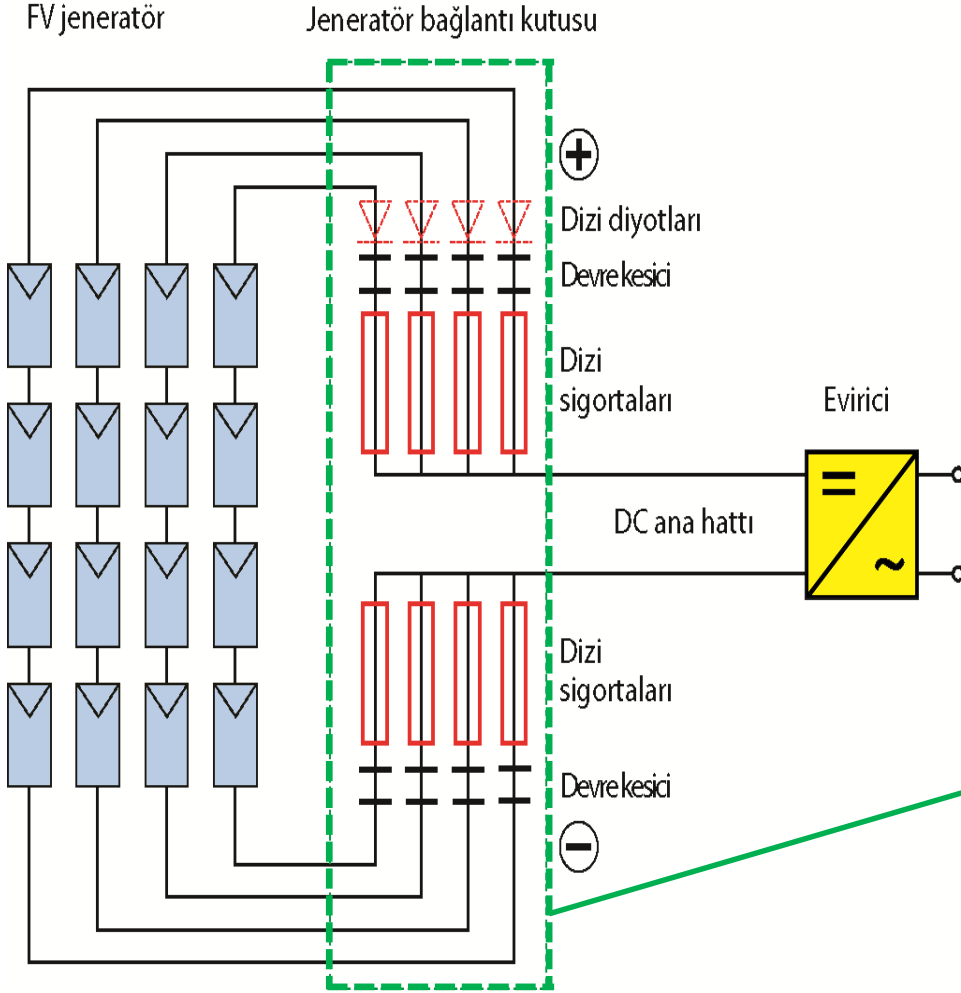 FV jeneratör
Jeneratör bağlantı kutusu
+
Dizi diyotları
Devre kesici
Dizi
sigortaları
Evirici
=
~
DC ana hattı
Dizi
sigortaları
Devre kesici
−